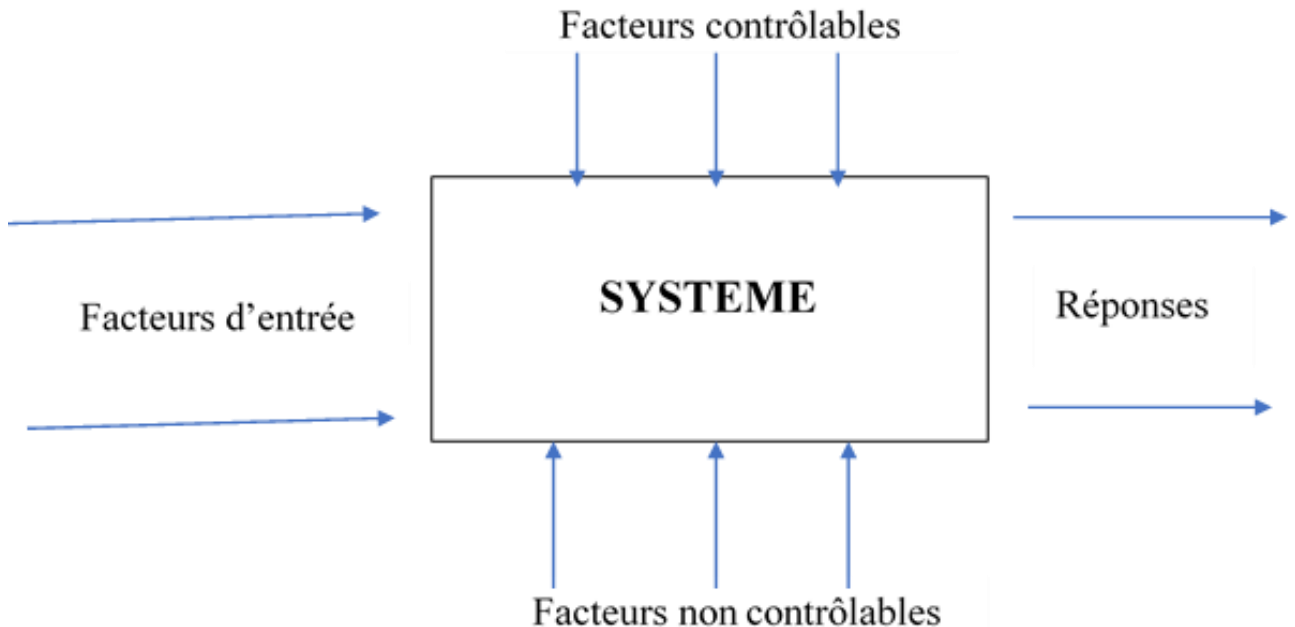 Facteurs contrôlables
SYSTEME
Facteurs d’entrée
Réponses
Facteurs non contrôlables